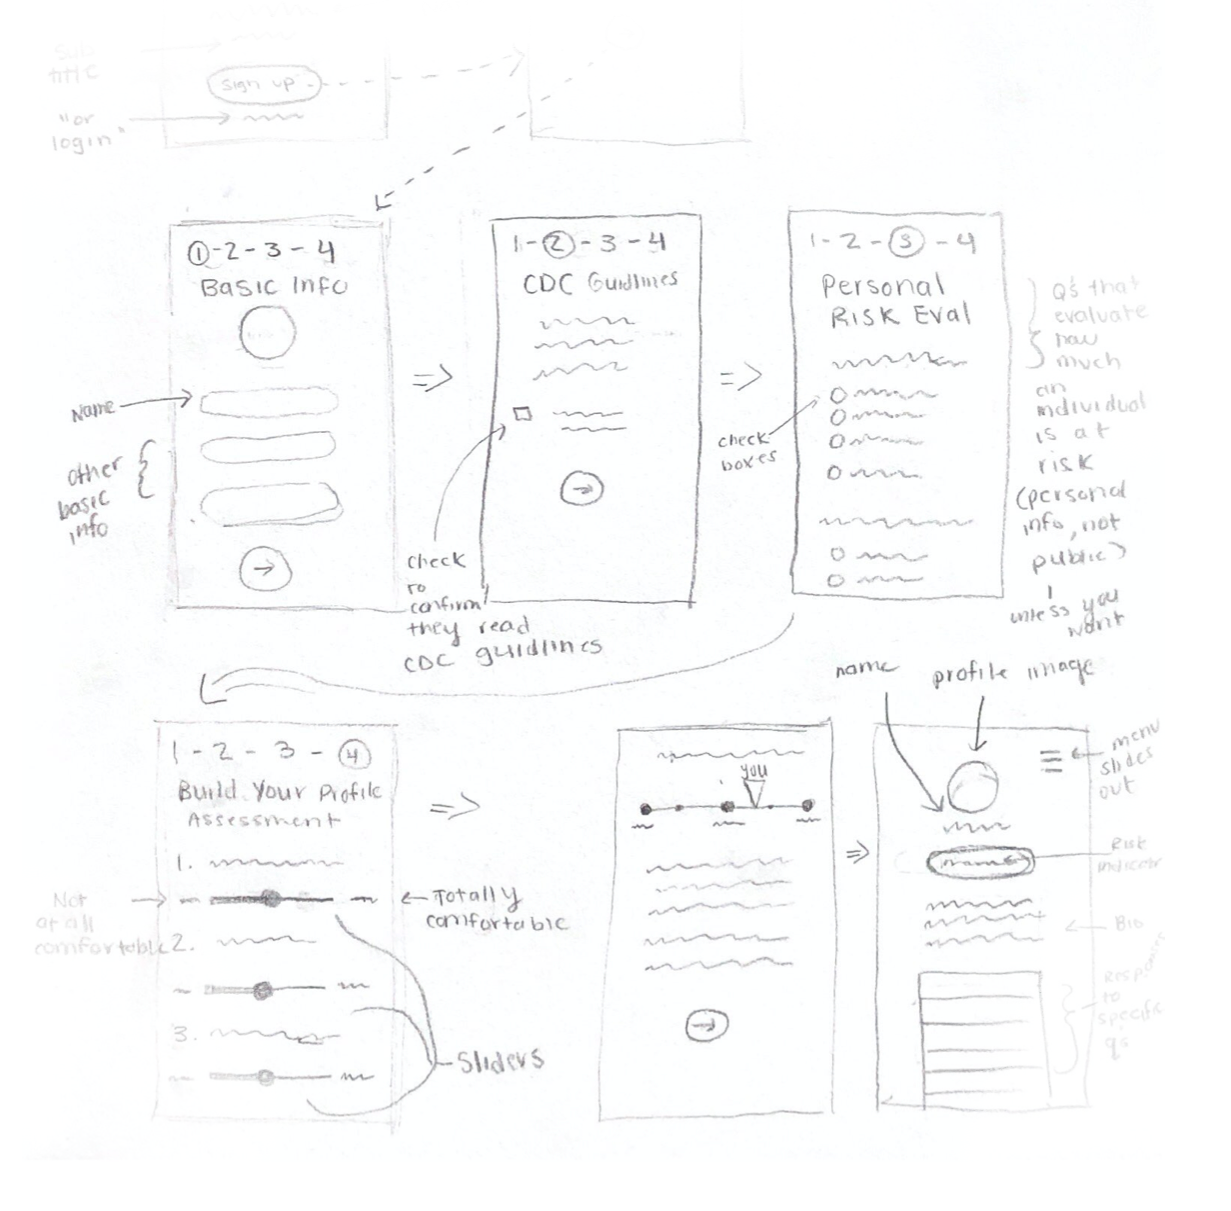 Sub
title
Sign up
"or
login"
①-2-3-4
Basic Info
Name
other
basic
info
1-②-3-4
CDC Guidlines
check
to
confirm
they read
CDC guidlines
1-2-③-4
Personal
Risk Eval
check
boxes
Q's that
evaluate
how
much
an
individual
is at
risk
(personal
info, not
public)
unless you
want
1-2-3-④
Build Your Profile
Assessment
1.
Not
at all
comfortable
Totally
comfortable
2.
3.
Sliders
you
name
profile image
menu
slides
out
name
Risk
indicator
Bio
Responses
to
specific
q's